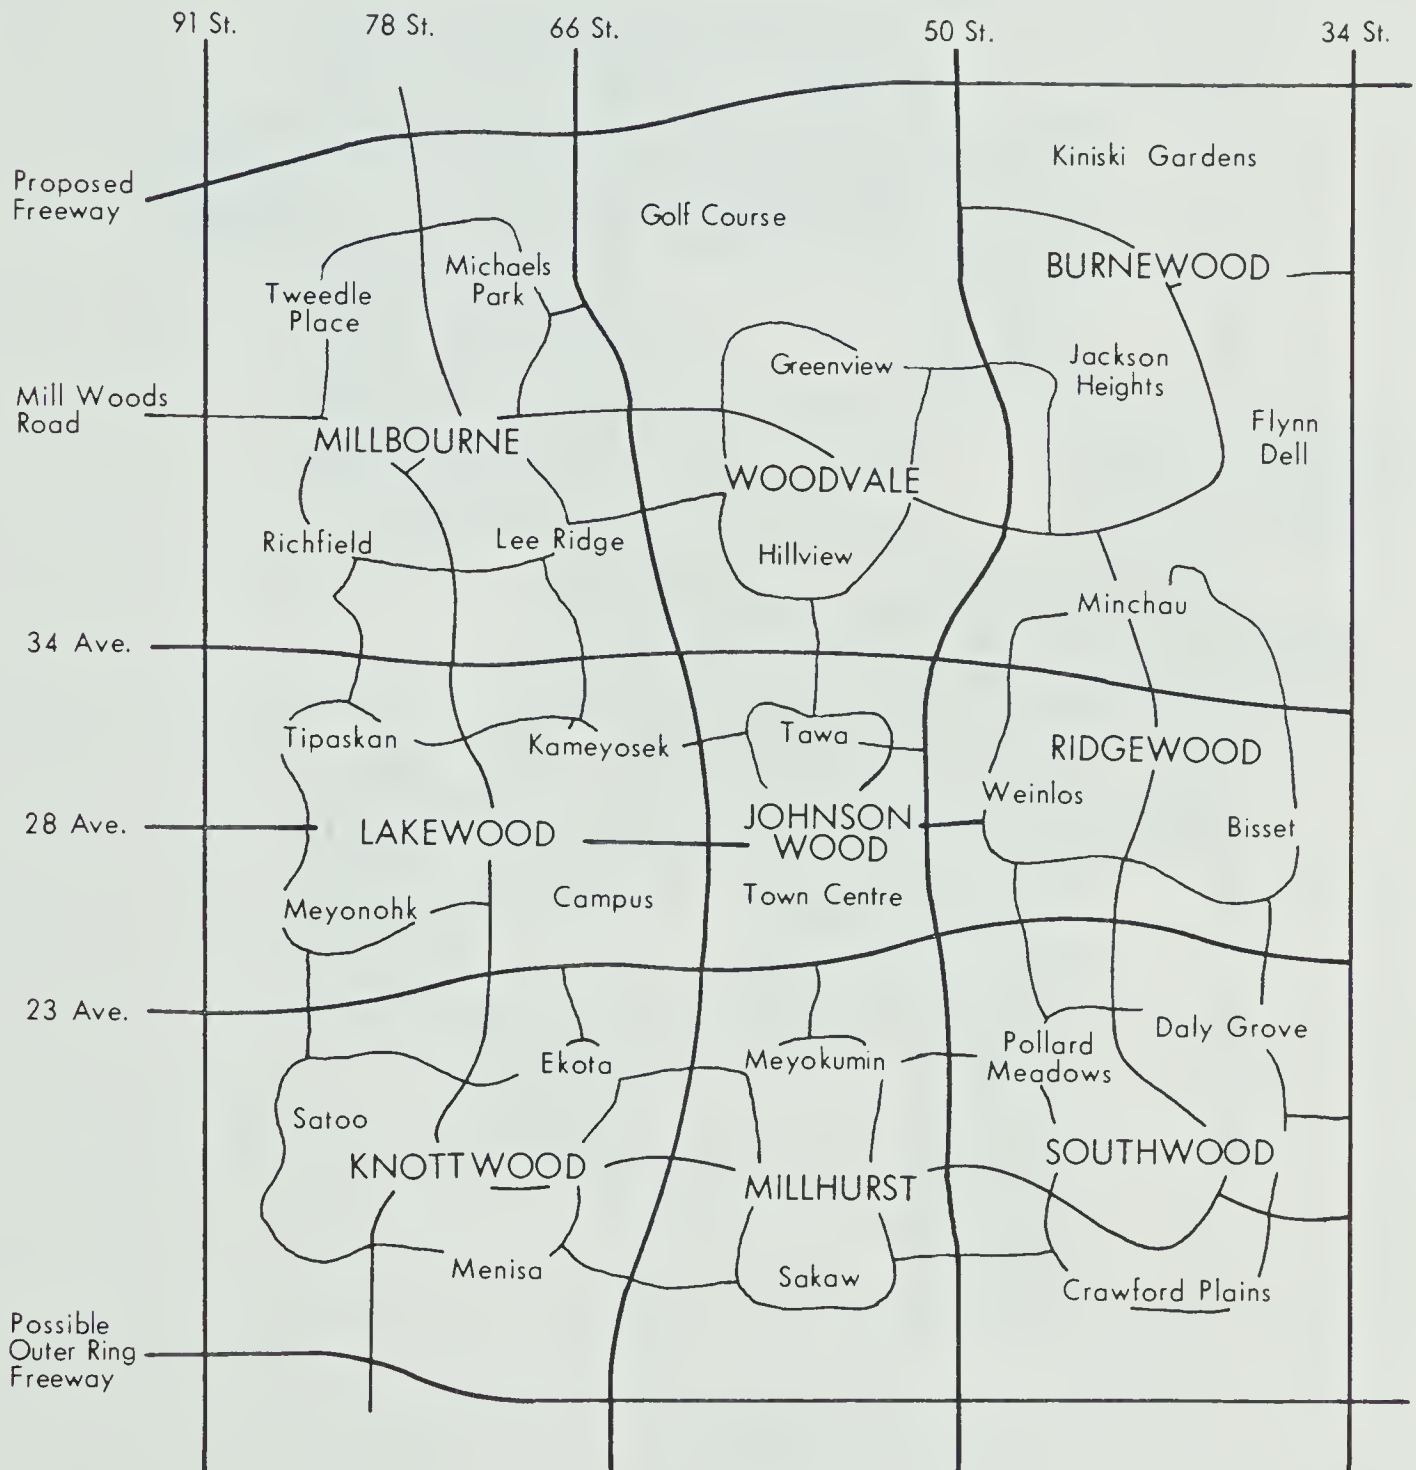 91 St.
78 St.
66 St.
50 St.
34 St.
Kiniski Gardens
Proposed
Freeway
Golf Course
BURNEWOOD
Michaels
Park
Tweedle
Place
Greenview
Jackson
Heights
Mill Woods
Road
Flynn
Dell
MILLBOURNE
WOODVALE
Richfield
Lee Ridge
Hillview
Minchau
34 Ave.
Tipaskan
Kameyosek
Tawa
RIDGEWOOD
Weinlos
28 Ave.
LAKEWOOD
JOHNSON
WOOD
Bisset
Meyonohk
Campus
Town Centre
23 Ave.
Ekota
Meyokumin
Pollard
Meadows
Daly Grove
Satoo
KNOTTWOOD
MILLHURST
SOUTHWOOD
Menisa
Sakaw
Crawford Plains
Possible
Outer Ring
Freeway